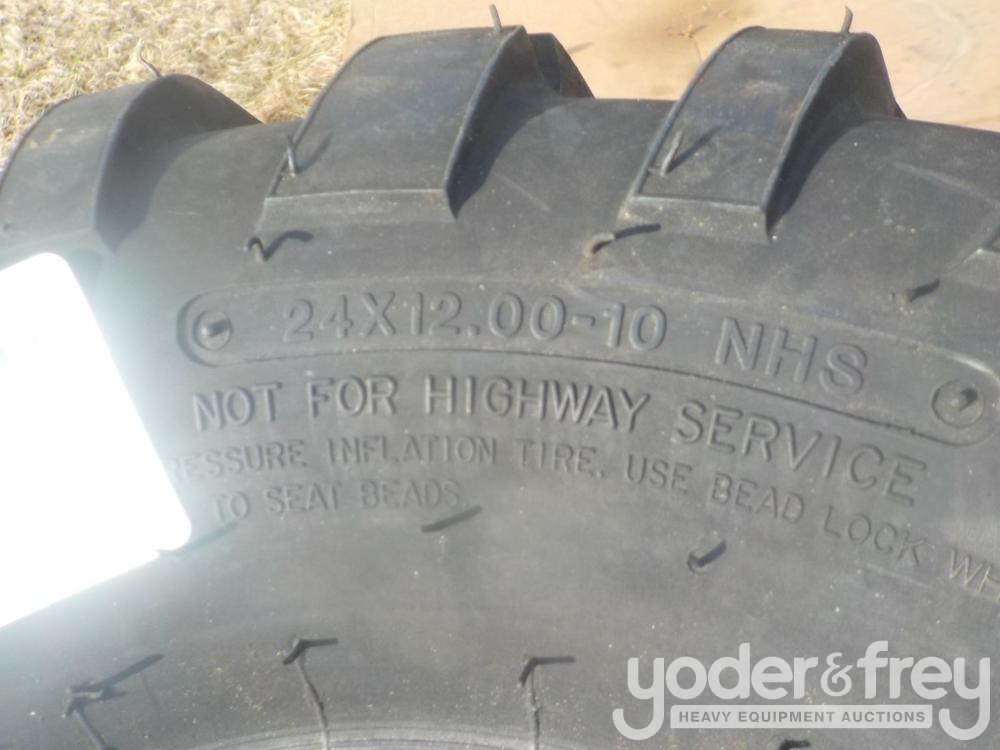 24X12.00-10 NHS
NOT FOR HIGHWAY SERVICE
RESSURE INFLATION TIRE. USE BEAD LOCK WH
TO SEAT BEADS.
yoder&frey
HEAVY EQUIPMENT AUCTIONS